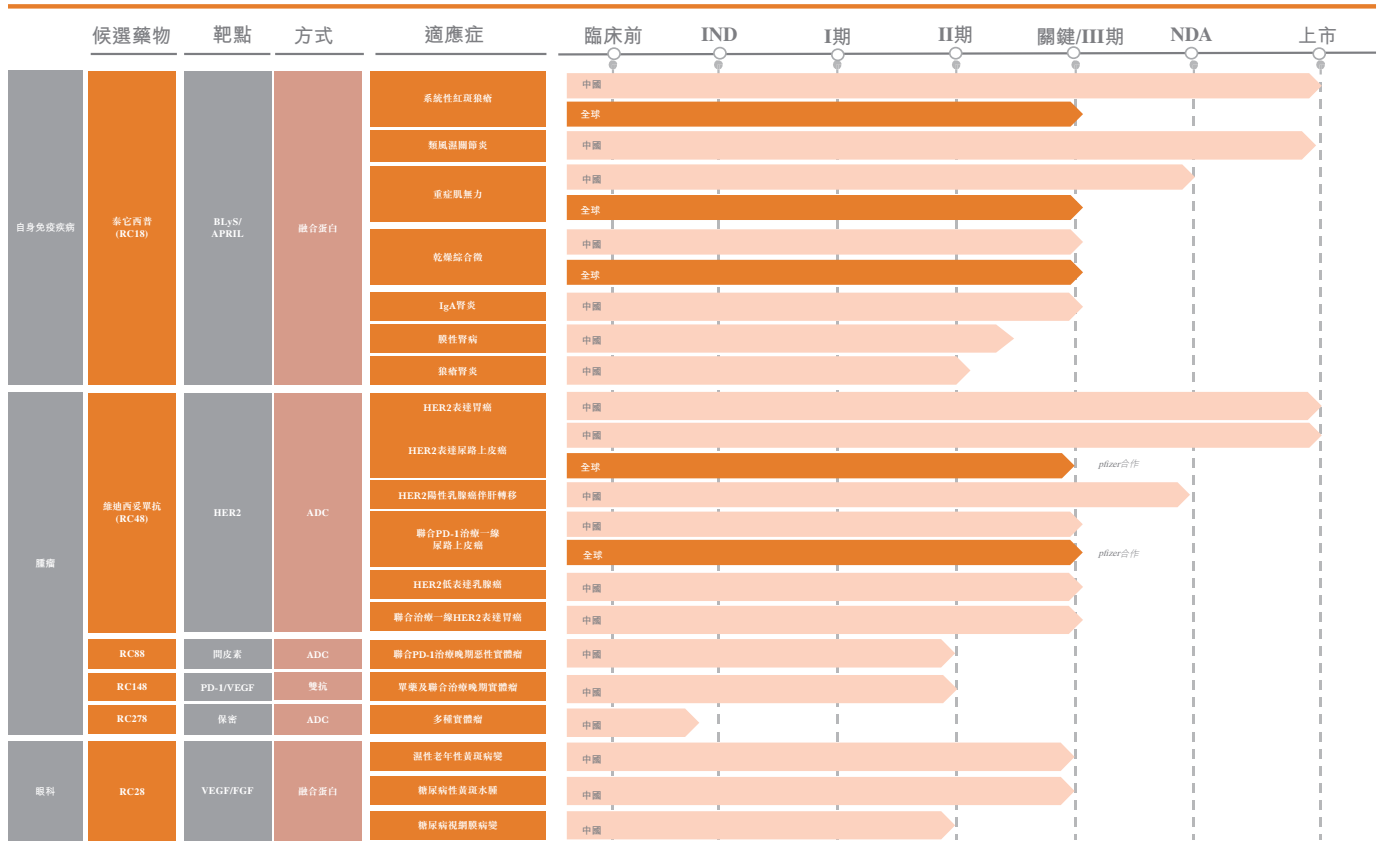 候選藥物 靶點 方式 適應症 臨床前 IND I期 II期 關鍵/III期 NDA 上市
自身免疫疾病
泰它西普
(RC18)
BLyS/
APRIL
融合蛋白
系統性紅斑狼瘡
中國
全球
類風濕關節炎
中國
重症肌無力
中國
全球
乾燥綜合徵
中國
全球
IgA腎炎
中國
膜性腎病
中國
狼瘡腎炎
中國
腫瘤
維迪西妥單抗
(RC48)
HER2
ADC
HER2表達胃癌
中國
HER2表達尿路上皮癌
中國
全球
pfizer合作
HER2陽性乳腺癌伴肝轉移
中國
聯合PD-1治療一線
尿路上皮癌
中國
全球
pfizer合作
HER2低表達乳腺癌
中國
聯合治療一線HER2表達胃癌
中國
RC88 間皮素 ADC 聯合PD-1治療晚期惡性實體瘤 中國
RC148 PD-1/VEGF 雙抗 單藥及聯合治療晚期實體瘤 中國
RC278 保密 ADC 多種實體瘤 中國
眼科
RC28
VEGF/FGF
融合蛋白
濕性老年性黃斑病變
中國
糖尿病性黃斑水腫
中國
糖尿病視網膜病變
中國